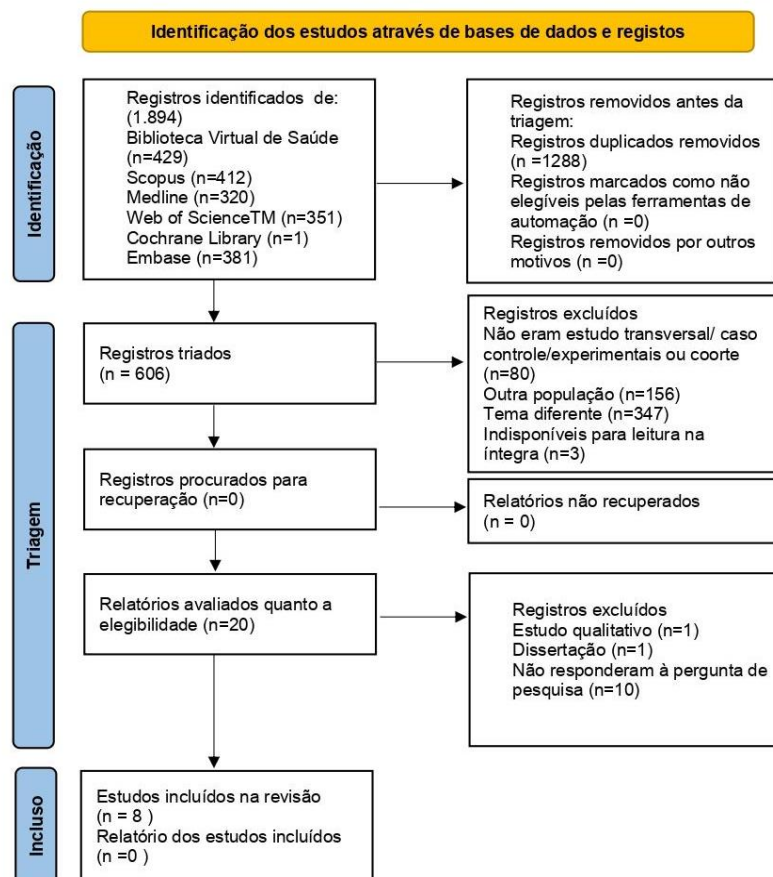 Identificação dos estudos através de bases de dados e registos
Identificação
Registros identificados de:
(1.894)
Biblioteca Virtual de Saúde
(n=429)
Scopus (n=412)
Medline (n=320)
Web of ScienceTM (n=351)
Cochrane Library (n=1)
Embase (n=381)
Registros removidos antes da
triagem:
Registros duplicados removidos
(n =1288)
Registros marcados como não
elegíveis pelas ferramentas de
automação (n =0)
Registros removidos por outros
motivos (n =0)
Triagem
Registros triados
(n = 606)
Registros excluídos
Não eram estudo transversal/ caso
controle/experimentais ou coorte
(n=80)
Outra população (n=156)
Tema diferente (n=347)
Indisponíveis para leitura na
íntegra (n=3)
Registros procurados para
recuperação (n=0)
Relatórios não recuperados
(n = 0)
Relatórios avaliados quanto a
elegibilidade (n=20)
Registros excluídos
Estudo qualitativo (n=1)
Dissertação (n=1)
Não responderam à pergunta de
pesquisa (n=10)
Incluso
Estudos incluídos na revisão
(n = 8 )
Relatório dos estudos incluídos
(n =0 )